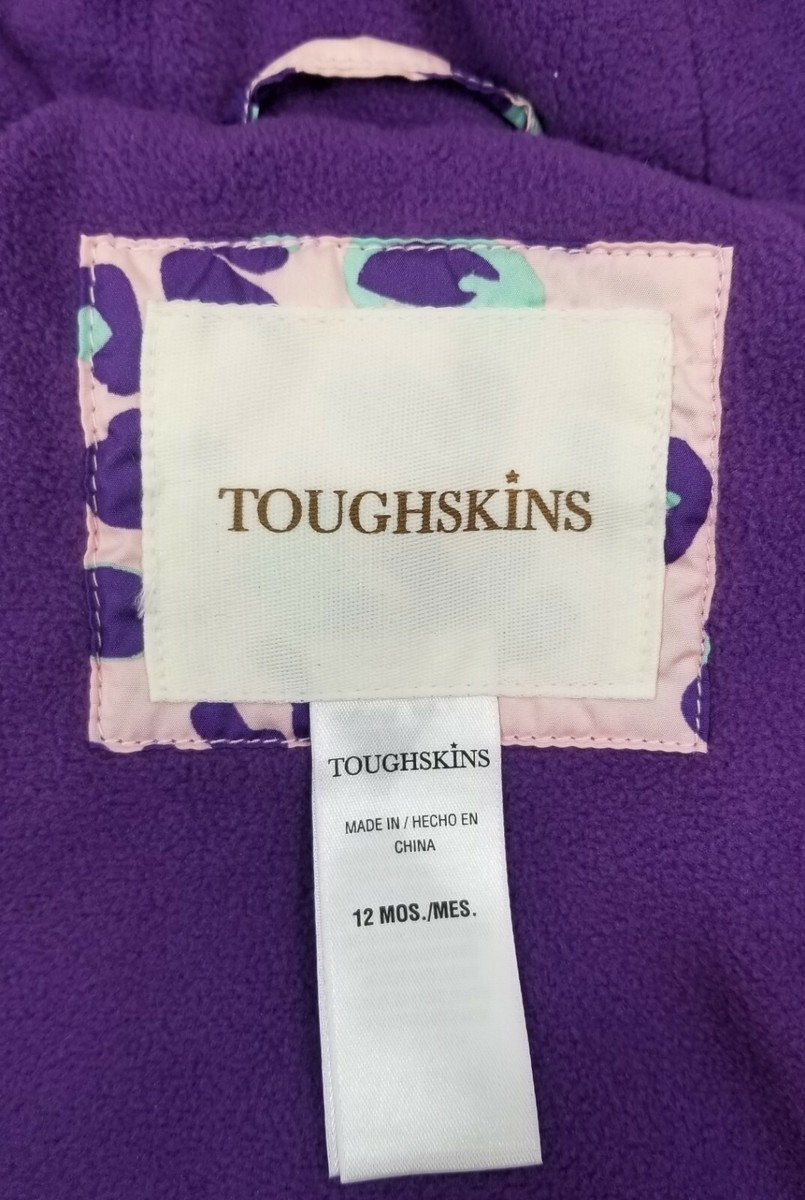 TOUGHSKINS
TOUGHSKINS
MADE IN / HECHO EN
CHINA
12 MOS./MES.